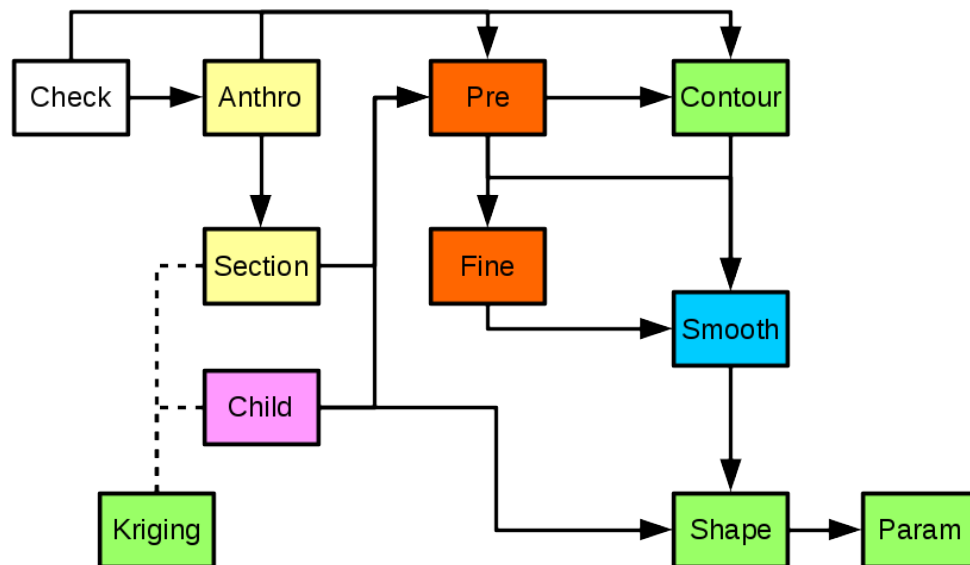 Check
Anthro
Pre
Contour
Section
Fine
Smooth
Child
Kriging
Shape
Param